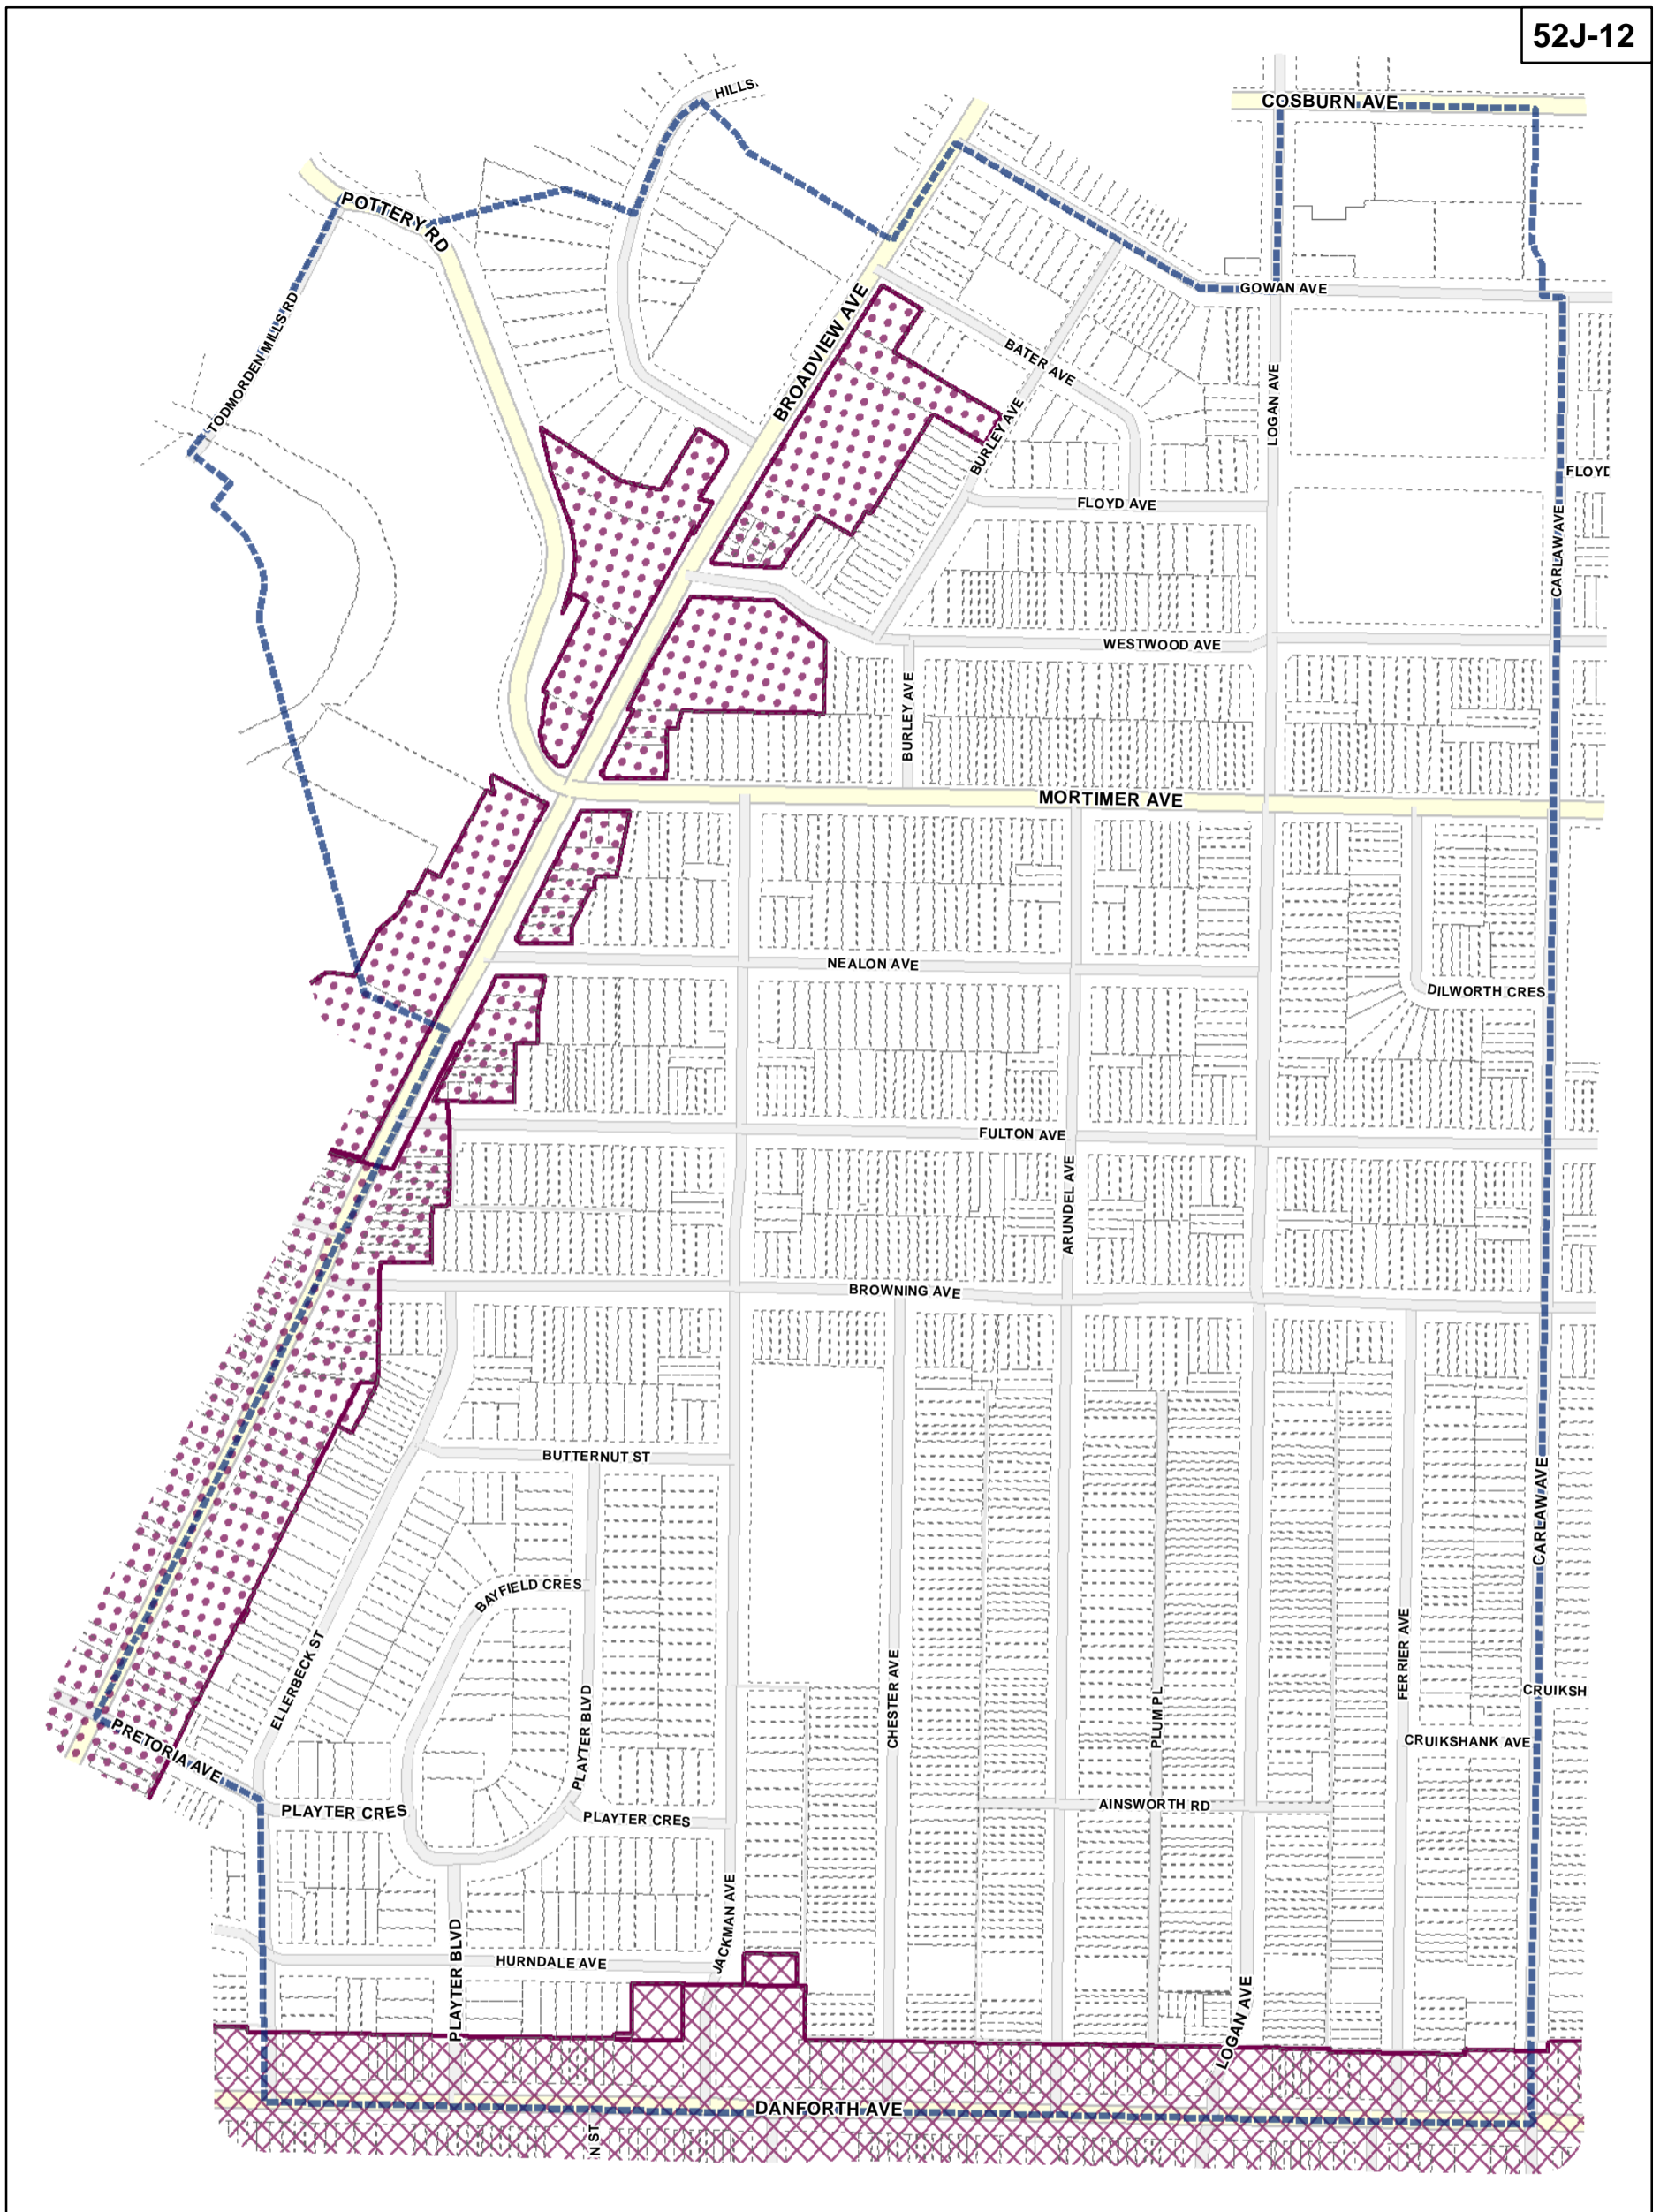 52J-12
HILLS
COSBURN AVE
POTTERY RD
BROADVIEW AVE
GOWAN AVE
TODMORDEN MILLS RD
BATER AVE
LOGAN AVE
BURLEY AVE
FLOYD
FLOYD AVE
CARLAW AVE
WESTWOOD AVE
BURLEY AVE
MORTIMER AVE
NEALON AVE
DILWORTH CRES
FULTON AVE
ARUNDEL AVE
BROWNING AVE
BUTTERNUT ST
CARLAW AVE
BAYFIELD CRES
ELLERBECK ST
FERRIER AVE
CHESTER AVE
PLAYTER BLVD
PLUM PL
CRUIKSH
PRETORIA AVE
CRUIKSHANK AVE
PLAYTER CRES
PLAYTER CRES
AINSWORTH RD
JACKMAN AVE
PLAYTER BLVD
HURNDALE AVE
LOGAN AVE
DANFORTH AVE
N ST